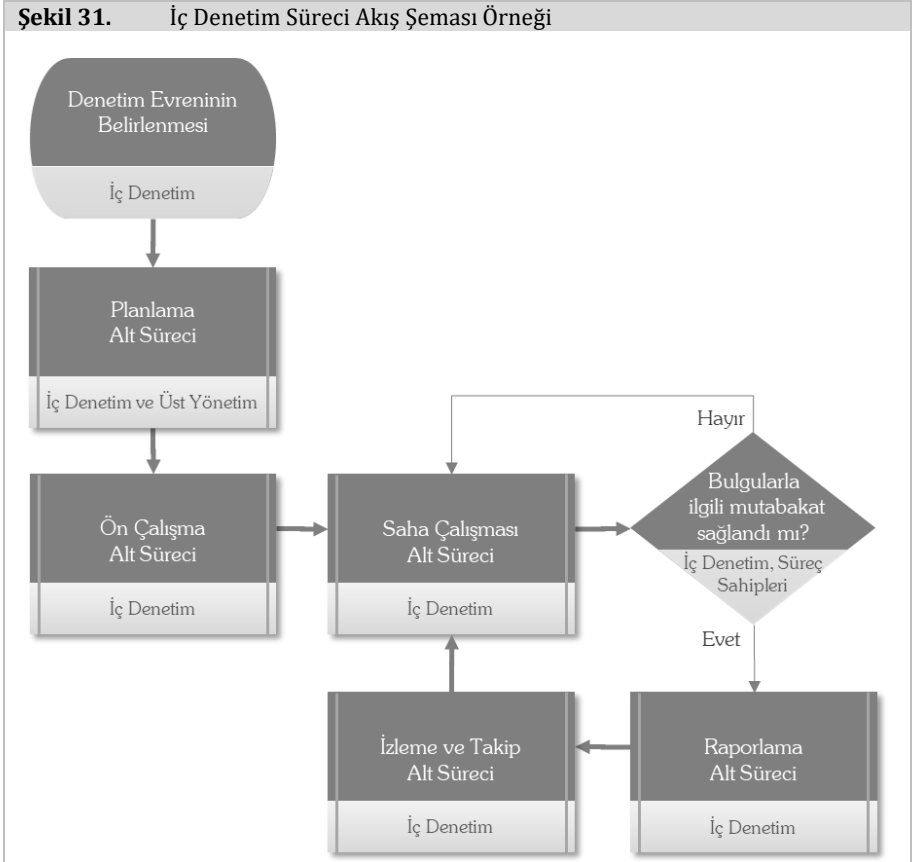 Şekil 31. İç Denetim Süreci Akış Şeması Örneği
Denetim Evreninin
Belirlenmesi
İç Denetim
Planlama
Alt Süreci
İç Denetim ve Üst Yönetim
Ön Çalışma
Alt Süreci
İç Denetim
Saha Çalışması
Alt Süreci
İç Denetim
Hayır
Bulgularla
ilgili mutabakat
sağlandı mı?
İç Denetim, Süreç
Sahipleri
Evet
Raporlama
Alt Süreci
İç Denetim
İzleme ve Takip
Alt Süreci
İç Denetim